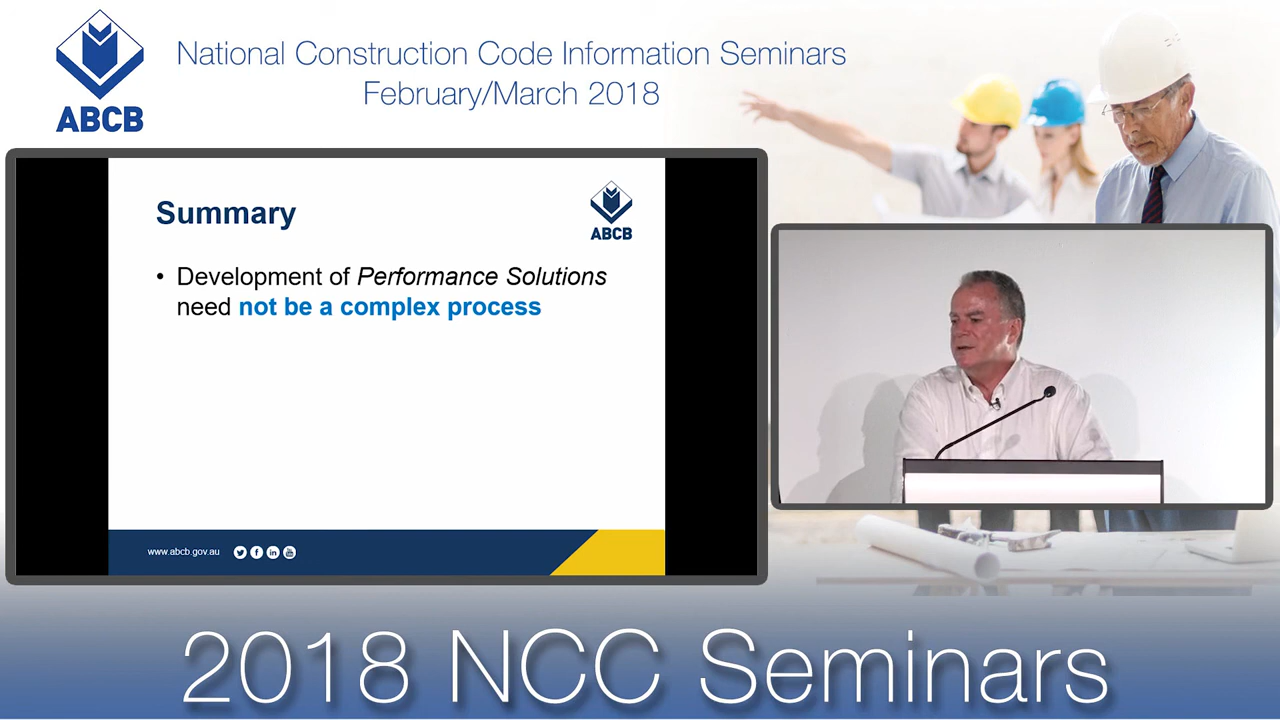 ABCB
National Construction Code Information Seminars
February/March 2018
Summary
ABCB
• Development of Performance Solutions
need not be a complex process
www.abcb.gov.au
2018 NCC Seminars